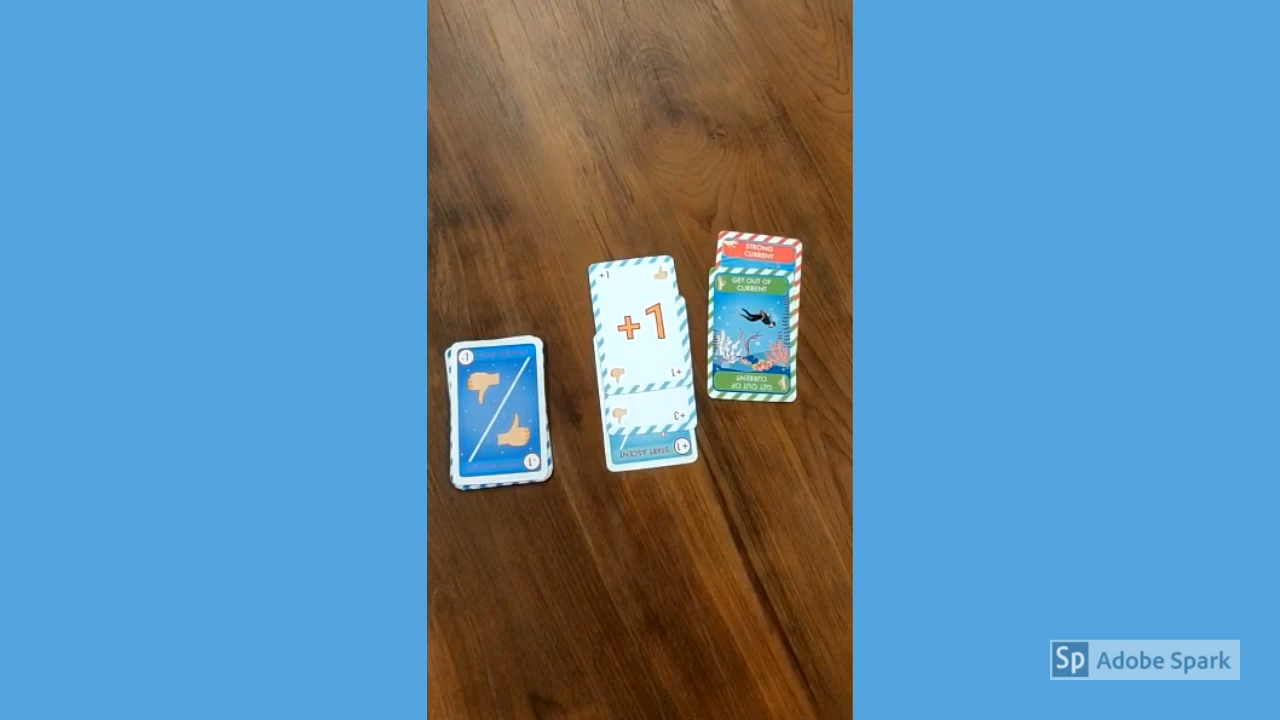 STRONG
CURRENT
GET OUT OF
CURRENT
GET OUT OF
CURRENT
+1
+1
+1
+3
START ASCENT
+1
-1
-1
Sp Adobe Spark